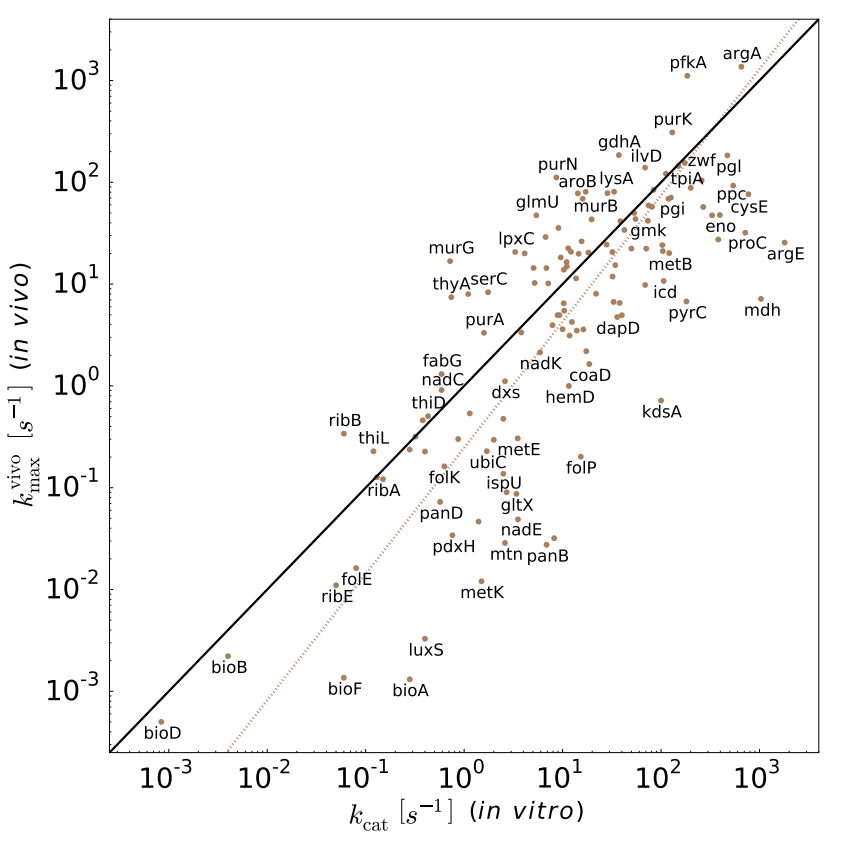 argA
pfkA
10³
purK
gdhA
ilvD
zwf
pgl
purN
10²
aroB
lysA
tpiA
ppc
glmU
murB
pgi
cysE
lpxC
gmk
eno
proC
murG
metB
argE
thyA
serC
10¹
icd
pyrC
mdh
purA
dapD
fabG
nadK
nadC
coaD
10⁰
dxs
hemD
thiD
kdsA
ribB
thiL
metE
ubiC
folP
folK
ispU
10⁻¹
ribA
gltX
panD
nadE
pdxH
mtn
panB
folE
10⁻²
ribE
metK
luxS
bioB
bioF
bioA
10⁻³
bioD
10⁻³ 10⁻² 10⁻¹ 10⁰ 10¹ 10² 10³
k_cat [s⁻¹] (in vitro)
k_max^vivo [s⁻¹] (in vivo)